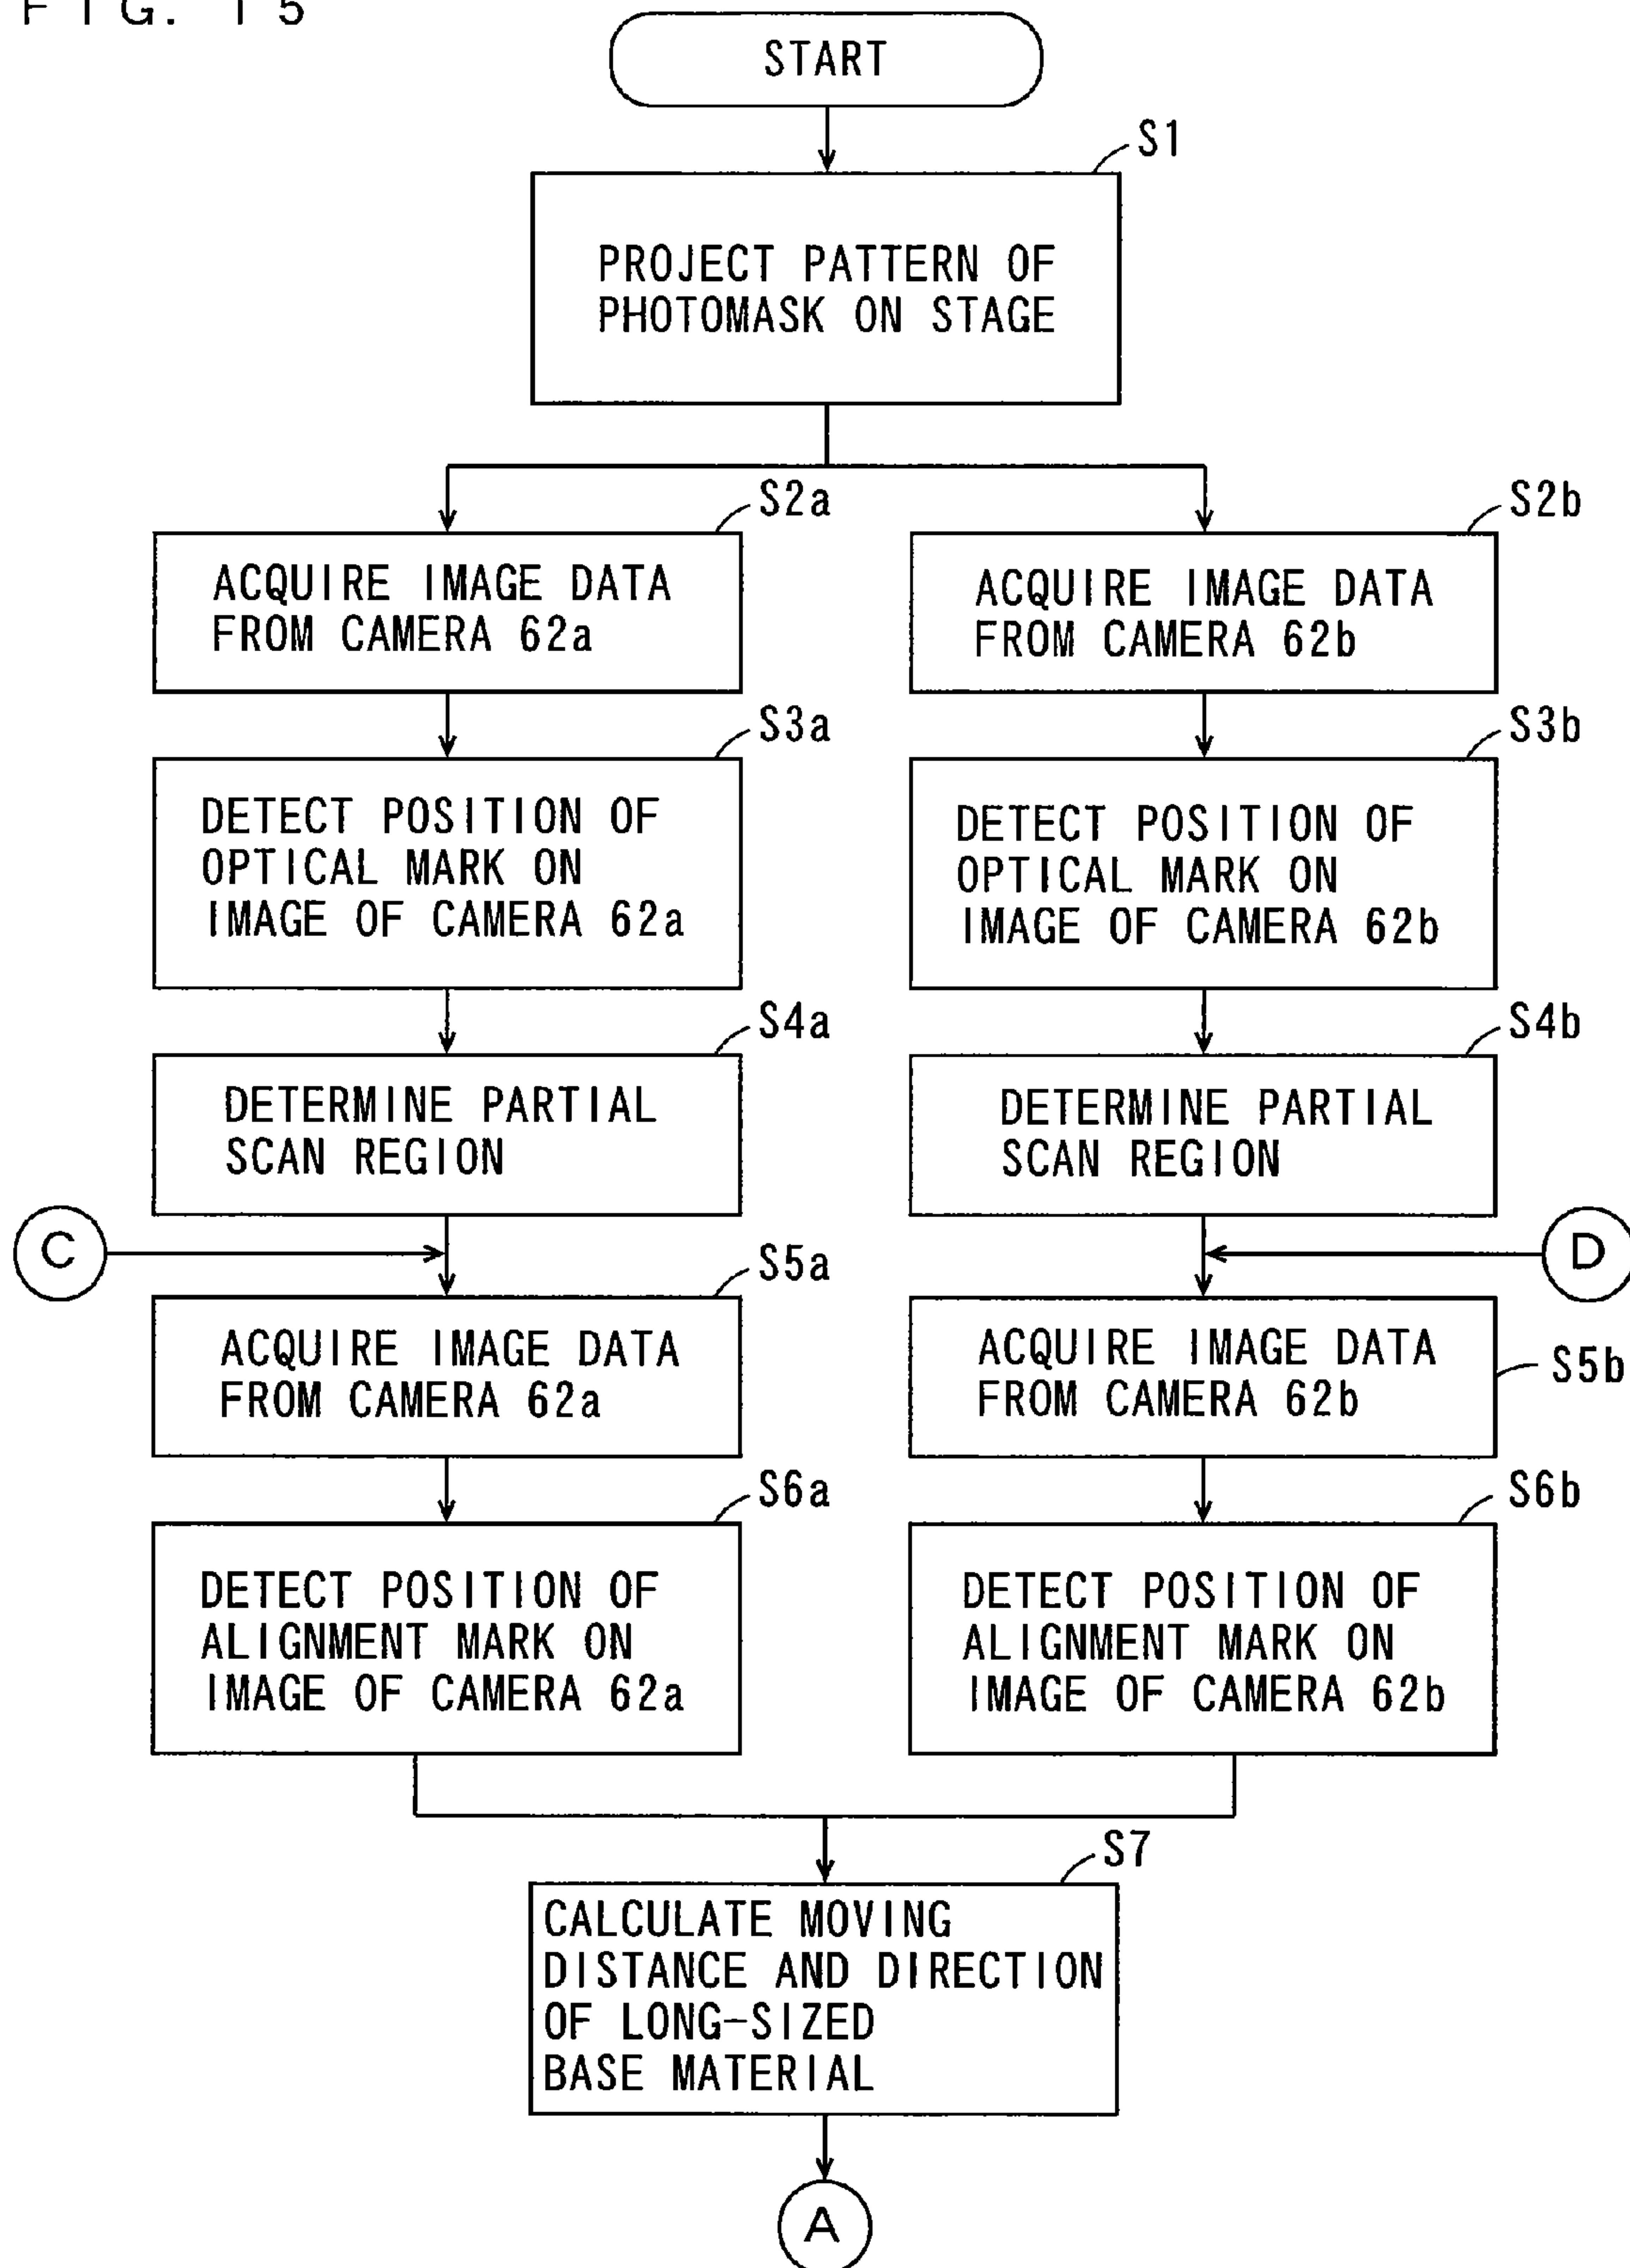 FIG. 15
START
S1
PROJECT PATTERN OF
PHOTOMASK ON STAGE
S2a
ACQUIRE IMAGE DATA
FROM CAMERA 62a
S2b
ACQUIRE IMAGE DATA
FROM CAMERA 62b
S3a
DETECT POSITION OF
OPTICAL MARK ON
IMAGE OF CAMERA 62a
S3b
DETECT POSITION OF
OPTICAL MARK ON
IMAGE OF CAMERA 62b
S4a
DETERMINE PARTIAL
SCAN REGION
S4b
DETERMINE PARTIAL
SCAN REGION
C
D
S5a
ACQUIRE IMAGE DATA
FROM CAMERA 62a
S5b
ACQUIRE IMAGE DATA
FROM CAMERA 62b
S6a
DETECT POSITION OF
ALIGNMENT MARK ON
IMAGE OF CAMERA 62a
S6b
DETECT POSITION OF
ALIGNMENT MARK ON
IMAGE OF CAMERA 62b
S7
CALCULATE MOVING
DISTANCE AND DIRECTION
OF LONG-SIZED
BASE MATERIAL
A